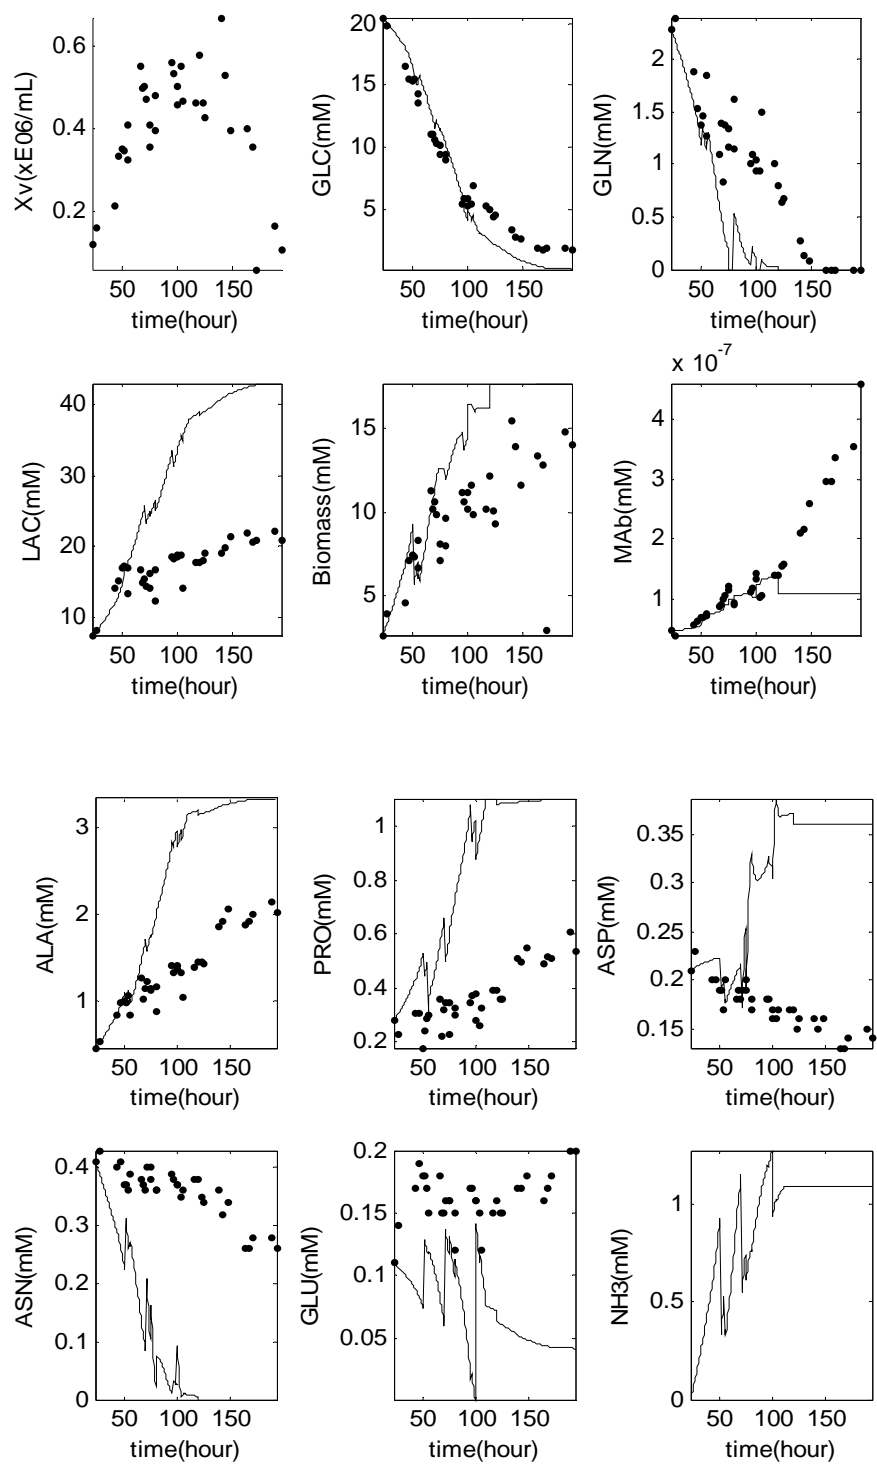 Xv(xE06/mL)
0.6
0.4
0.2
50 100 150
time(hour)
GLC(mM)
20
15
10
5
50 100 150
time(hour)
GLN(mM)
2
1.5
1
0.5
0
50 100 150
time(hour)
LAC(mM)
40
30
20
10
50 100 150
time(hour)
Biomass(mM)
15
10
5
50 100 150
time(hour)
x 10^-7
MAb(mM)
4
3
2
1
50 100 150
time(hour)
ALA(mM)
3
2
1
50 100 150
time(hour)
PRO(mM)
1
0.8
0.6
0.4
0.2
50 100 150
time(hour)
ASP(mM)
0.35
0.3
0.25
0.2
0.15
50 100 150
time(hour)
ASN(mM)
0.4
0.3
0.2
0.1
0
50 100 150
time(hour)
GLU(mM)
0.2
0.15
0.1
0.05
50 100 150
time(hour)
NH3(mM)
1
0.5
0
50 100 150
time(hour)